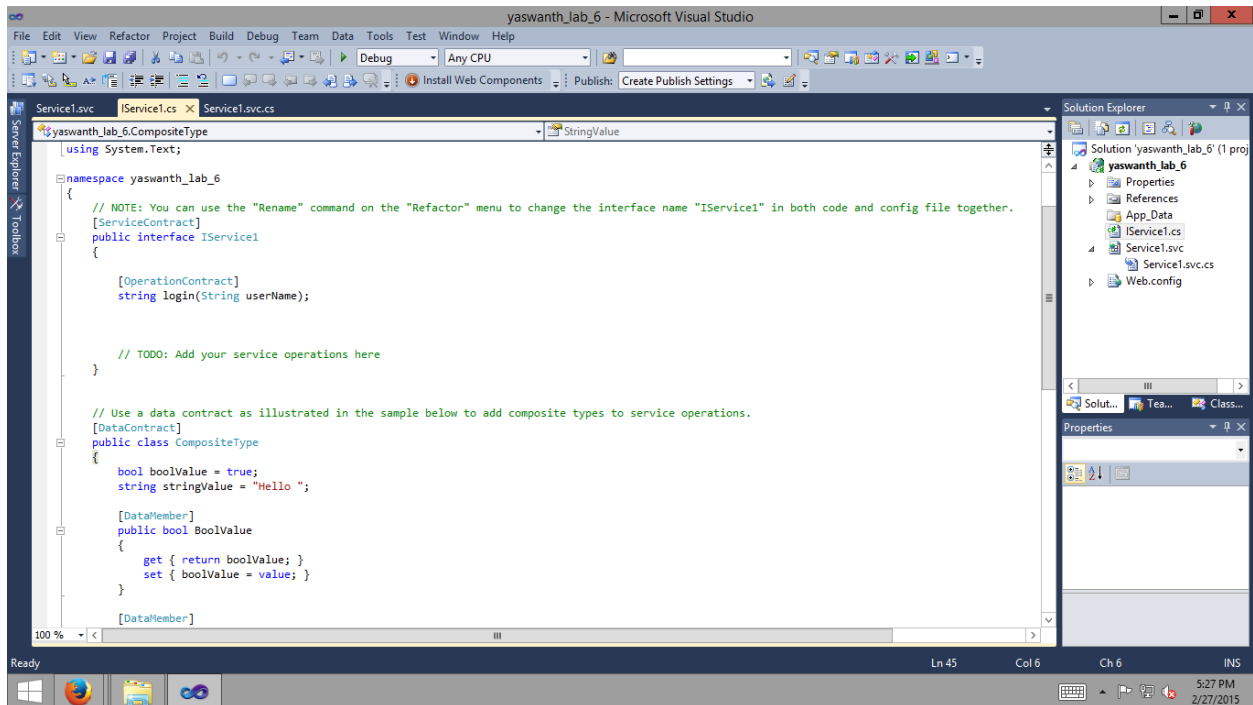 yaswanth_lab_6 - Microsoft Visual Studio
File Edit View Refactor Project Build Debug Team Data Tools Test Window Help
Debug Any CPU
Install Web Components Publish: Create Publish Settings
Server Explorer
Toolbox
Service1.svc IService1.cs Service1.svc.cs
yaswanth_lab_6.CompositeType StringValue
using System.Text;
namespace yaswanth_lab_6
{
// NOTE: You can use the "Rename" command on the "Refactor" menu to change the interface name "IService1" in both code and config file together.
[ServiceContract]
public interface IService1
{
[OperationContract]
string login(String userName);
// TODO: Add your service operations here
}
// Use a data contract as illustrated in the sample below to add composite types to service operations.
[DataContract]
public class CompositeType
{
bool boolValue = true;
string stringValue = "Hello ";
[DataMember]
public bool BoolValue
{
get { return boolValue; }
set { boolValue = value; }
}
[DataMember]
100 %
Solution Explorer
Solution 'yaswanth_lab_6' (1 proj
yaswanth_lab_6
Properties
References
App_Data
IService1.cs
Service1.svc
Service1.svc.cs
Web.config
Solut... Tea... Class...
Properties
Ready Ln 45 Col 6 Ch 6 INS
5:27 PM
2/27/2015